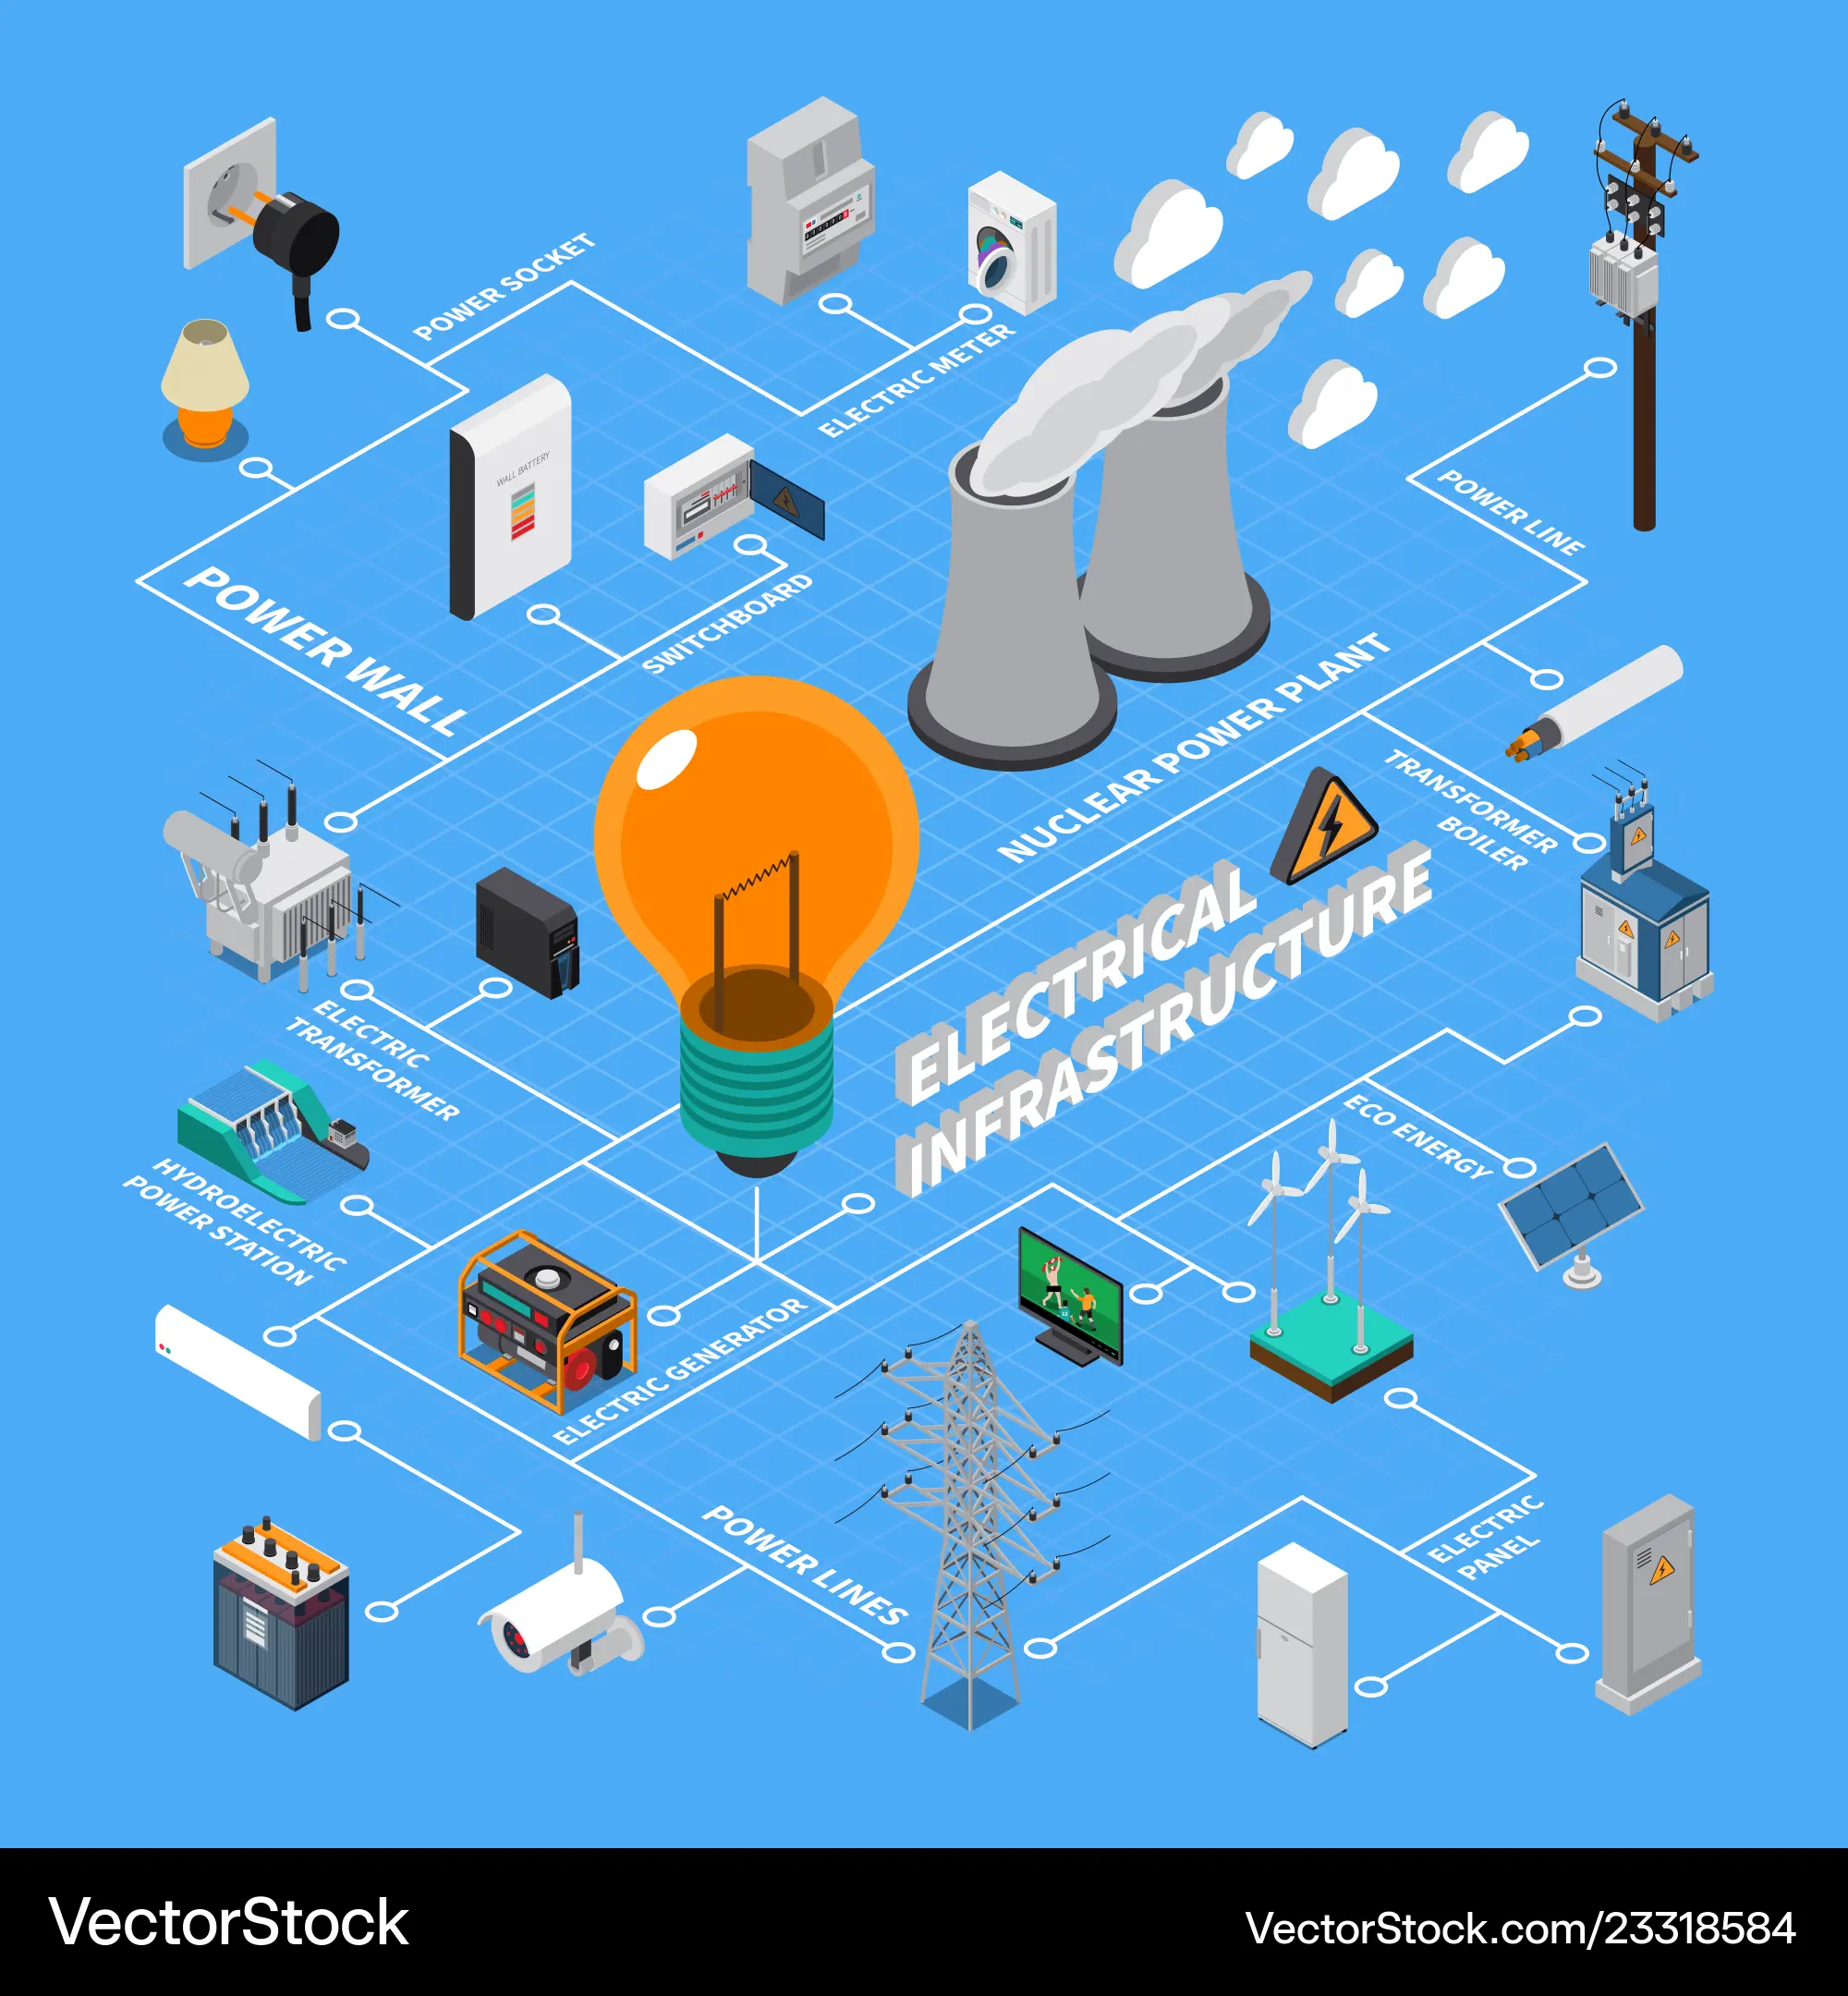 POWER SOCKET
ELECTRIC METER
WALL BATTERY
POWER LINE
SWITCHBOARD
POWER WALL
NUCLEAR POWER PLANT
TRANSFORMER
BOILER
ELECTRICAL
INFRASTRUCTURE
ELECTRIC
TRANSFORMER
ECO ENERGY
HYDROELECTRIC
POWER STATION
ELECTRIC GENERATOR
POWER LINES
ELECTRIC
PANEL
VectorStock
VectorStock.com/23318584